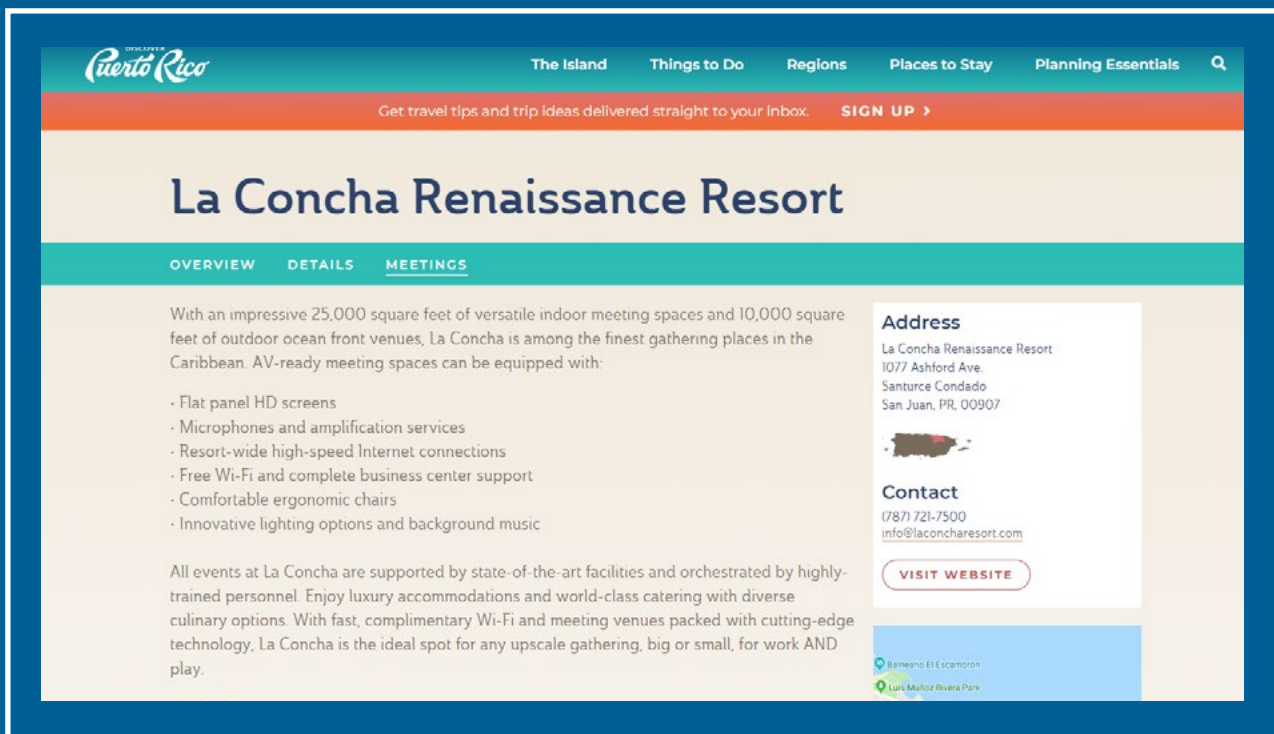 DISCOVER
Puerto Rico
The Island Things to Do Regions Places to Stay Planning Essentials
Get travel tips and trip ideas delivered straight to your inbox. SIGN UP >
La Concha Renaissance Resort
OVERVIEW DETAILS MEETINGS
With an impressive 25,000 square feet of versatile indoor meeting spaces and 10,000 square
feet of outdoor ocean front venues, La Concha is among the finest gathering places in the
Caribbean. AV-ready meeting spaces can be equipped with:
· Flat panel HD screens
· Microphones and amplification services
· Resort-wide high-speed Internet connections
· Free Wi-Fi and complete business center support
· Comfortable ergonomic chairs
· Innovative lighting options and background music
All events at La Concha are supported by state-of-the-art facilities and orchestrated by highly-
trained personnel. Enjoy luxury accommodations and world-class catering with diverse
culinary options. With fast, complimentary Wi-Fi and meeting venues packed with cutting-edge
technology, La Concha is the ideal spot for any upscale gathering, big or small, for work AND
play.
Address
La Concha Renaissance Resort
1077 Ashford Ave.
Santurce Condado
San Juan, PR, 00907
Contact
(787) 721-7500
info@laconcharesort.com
VISIT WEBSITE
Balneario El Escambron
Luis Muñoz Rivera Park